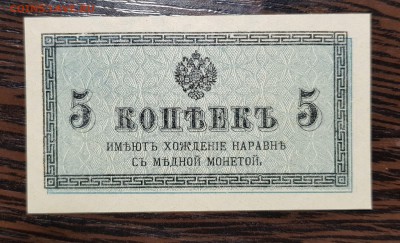 5 КОПѢЕКЪ 5
ИМѢЮТЪ ХОЖДЕНІЕ НАРАВНѢ
СЪ МѢДНОЙ МОНЕТОЙ.